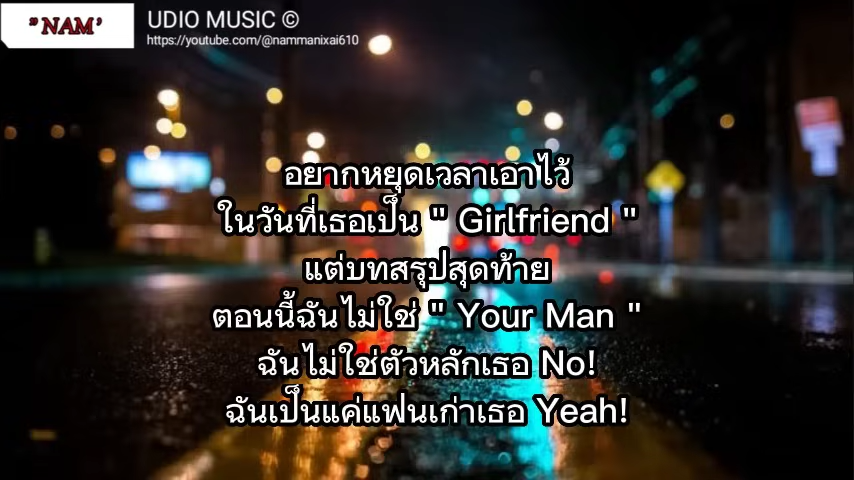 "NAM'
UDIO MUSIC ©
https://youtube.com/@nammanixai610
อยากหยุดเวลาเอาไว้
ในวันที่เธอเป็น " Girlfriend "
แต่บทสรุปสุดท้าย
ตอนนี้ฉันไม่ใช่ " Your Man "
ฉันไม่ใช่ตัวหลักเธอ No!
ฉันเป็นแค่แฟนเก่าเธอ Yeah!